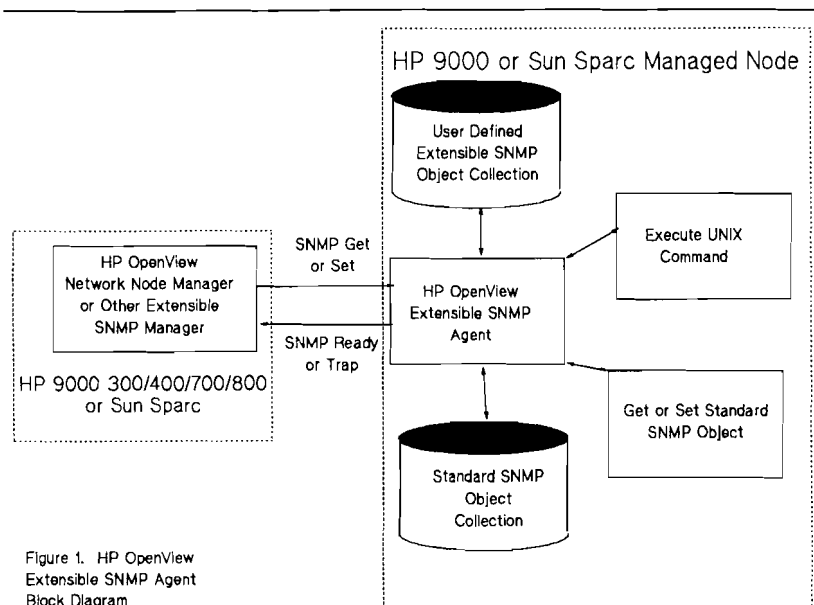 HP 9000 or Sun Sparc Managed Node
User Defined
Extensible SNMP
Object Collection
Execute UNIX
Command
SNMP Get
or Set
HP OpenView
Network Node Manager
or Other Extensible
SNMP Manager
HP OpenView
Extensible SNMP
Agent
SNMP Ready
or Trap
HP 9000 300/400/700/800
or Sun Sparc
Get or Set Standard
SNMP Object
Standard SNMP
Object
Collection
Figure 1. HP OpenView
Extensible SNMP Agent
Block Diagram